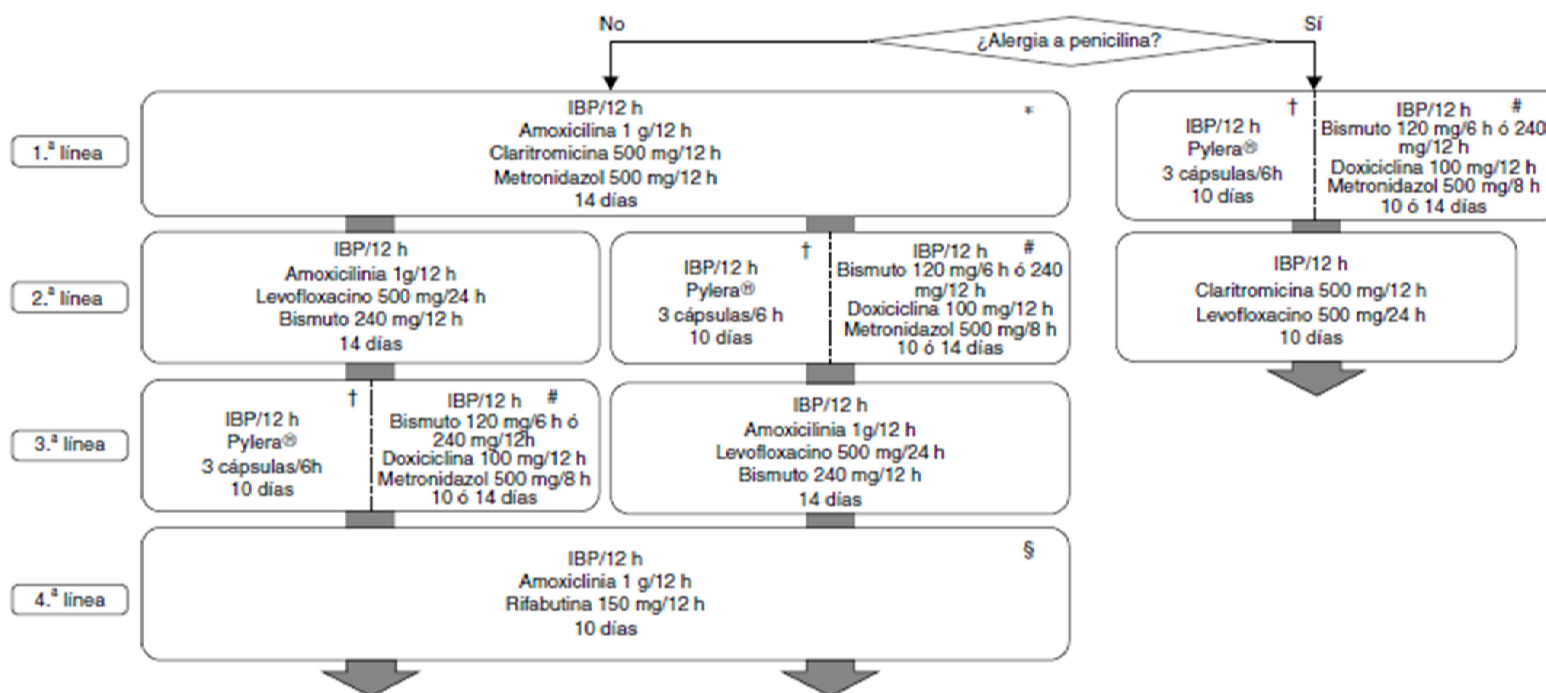 No
¿Alergia a penicilina?
Sí
1.ª línea
IBP/12 h
*
Amoxicilina 1 g/12 h
Claritromicina 500 mg/12 h
Metronidazol 500 mg/12 h
14 días
†
IBP/12 h
Pylera®
3 cápsulas/6h
10 días
IBP/12 h
#
Bismuto 120 mg/6 h ó 240
mg/12 h
Doxiciclina 100 mg/12 h
Metronidazol 500 mg/8 h
10 ó 14 días
2.ª línea
IBP/12 h
Amoxicilinia 1g/12 h
Levofloxacino 500 mg/24 h
Bismuto 240 mg/12 h
14 días
†
IBP/12 h
Pylera®
3 cápsulas/6 h
10 días
IBP/12 h
#
Bismuto 120 mg/6 h ó 240
mg/12 h
Doxiciclina 100 mg/12 h
Metronidazol 500 mg/8 h
10 ó 14 días
IBP/12 h
Claritromicina 500 mg/12 h
Levofloxacino 500 mg/24 h
10 días
3.ª línea
†
IBP/12 h
Pylera®
3 cápsulas/6h
10 días
IBP/12 h
#
Bismuto 120 mg/6 h ó
240 mg/12h
Doxiciclina 100 mg/12 h
Metronidazol 500 mg/8 h
10 ó 14 días
IBP/12 h
Amoxicilinia 1g/12 h
Levofloxacino 500 mg/24 h
Bismuto 240 mg/12 h
14 días
4.ª línea
IBP/12 h
§
Amoxiclinia 1 g/12 h
Rifabutina 150 mg/12 h
10 días